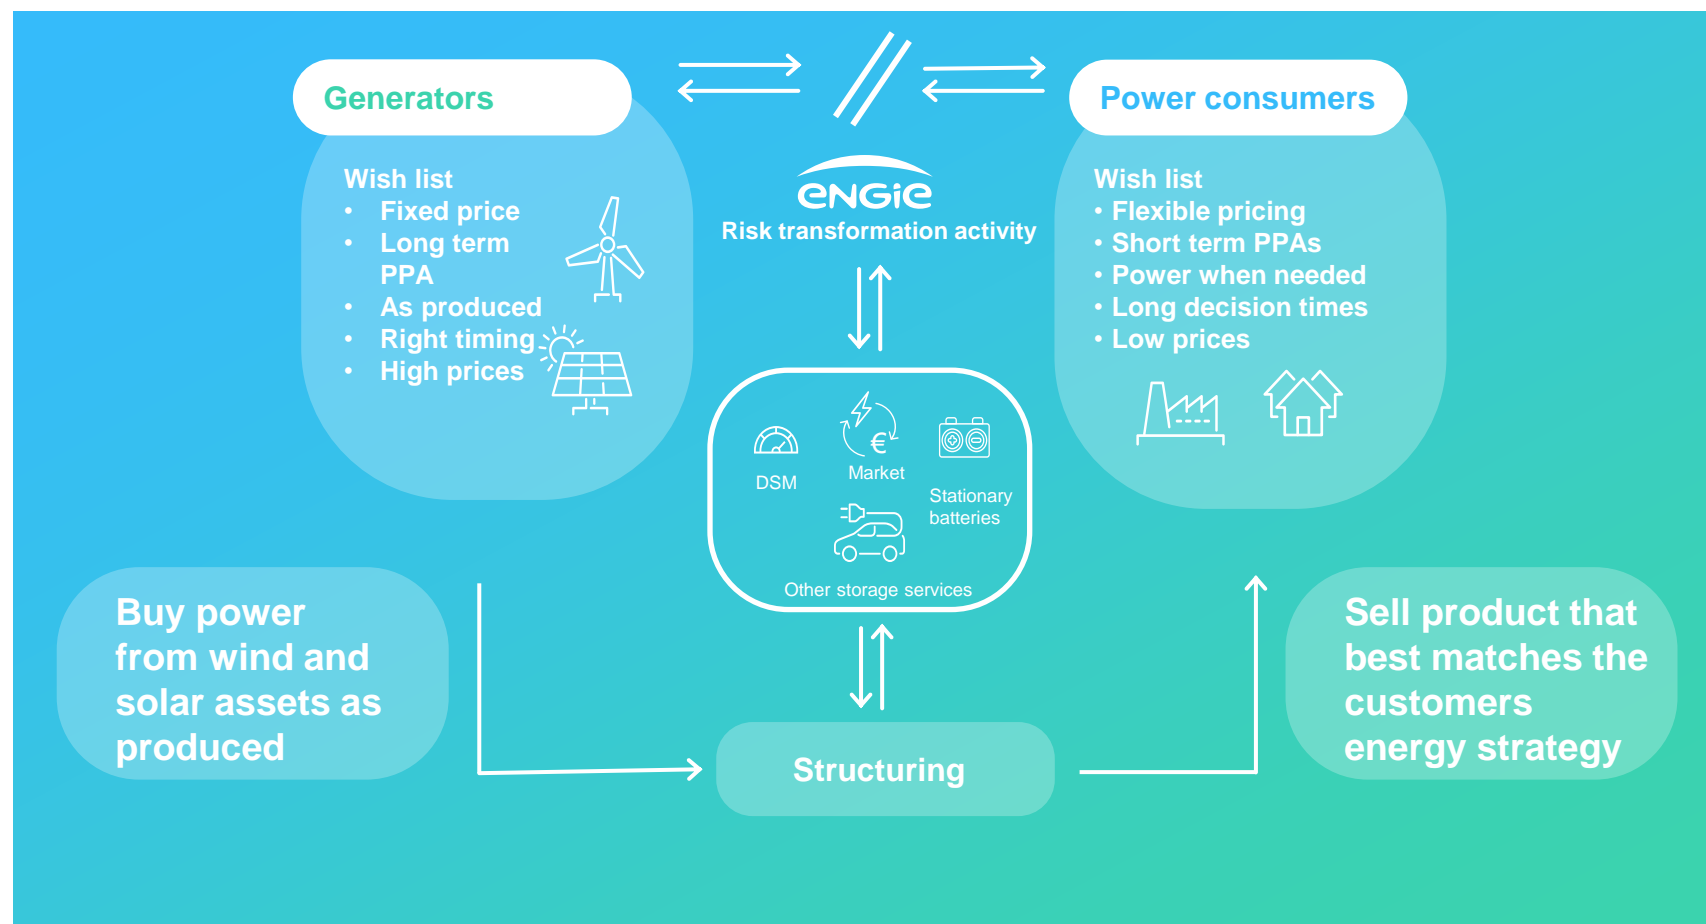 Generators
Wish list
• Fixed price
• Long term
PPA
• As produced
• Right timing
• High prices
ENGIE
Risk transformation activity
Power consumers
Wish list
• Flexible pricing
• Short term PPAs
• Power when needed
• Long decision times
• Low prices
DSM
€
Market
Stationary
batteries
Other storage services
Buy power
from wind and
solar assets as
produced
Structuring
Sell product that
best matches the
customers
energy strategy